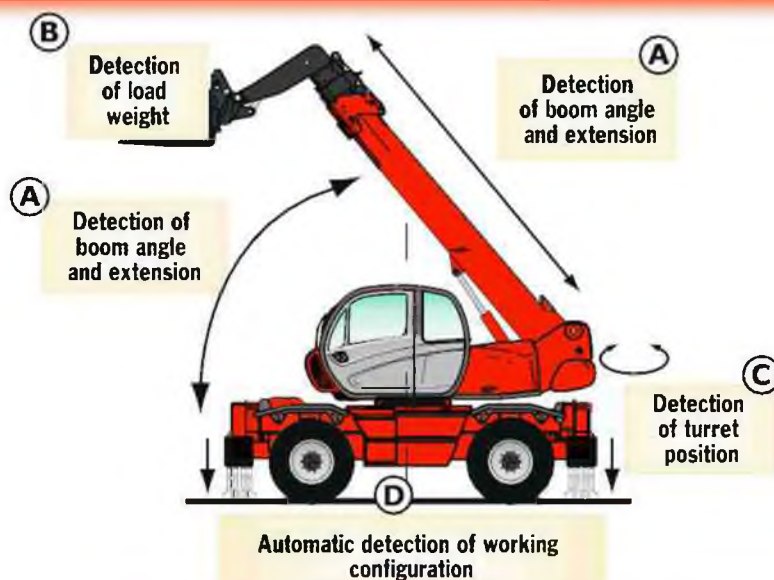 B
Detection
of load
weight
A
Detection
of boom angle
and extension
A
Detection of
boom angle
and extension
C
Detection
of turret
position
D
Automatic detection of working
configuration